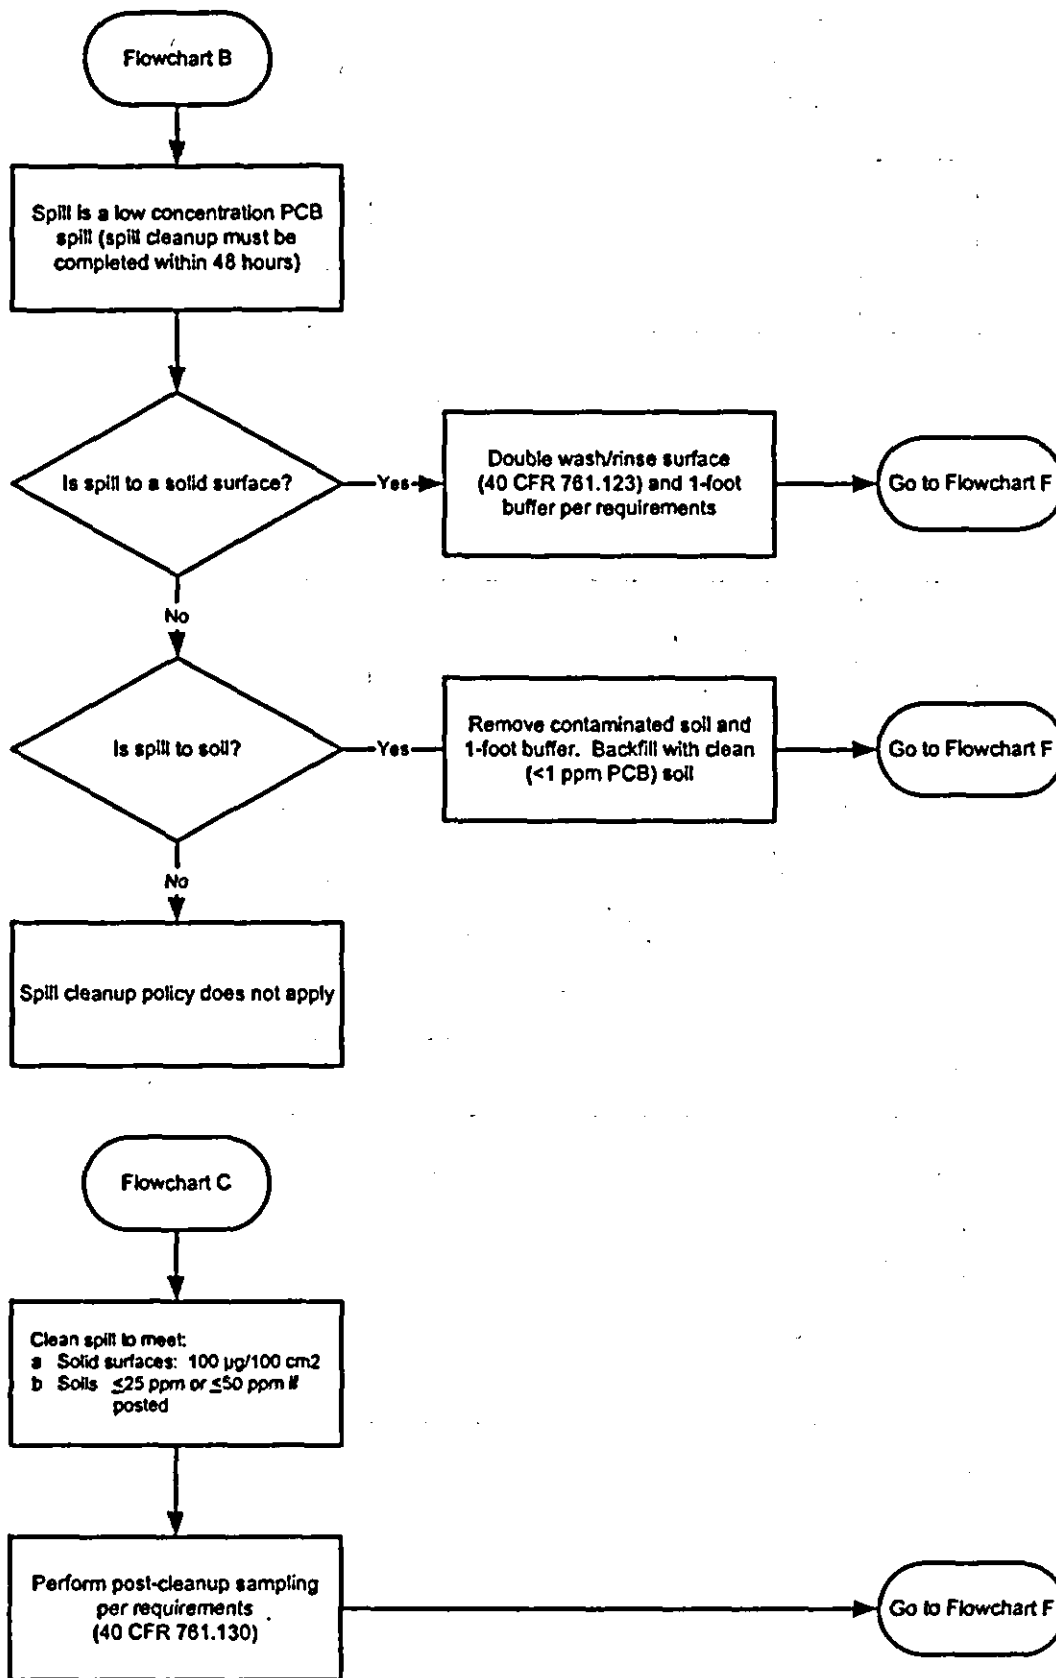 Flowchart B
Spill is a low concentration PCB
spill (spill cleanup must be
completed within 48 hours)
Is spill to a solid surface?
Yes
Double wash/rinse surface
(40 CFR 761.123) and 1-foot
buffer per requirements
Go to Flowchart F
No
Is spill to soil?
Yes
Remove contaminated soil and
1-foot buffer. Backfill with clean
(<1 ppm PCB) soil
Go to Flowchart F
No
Spill cleanup policy does not apply
Flowchart C
Clean spill to meet:
a Solid surfaces: 100 µg/100 cm2
b Soils ≤25 ppm or ≤50 ppm if
posted
Perform post-cleanup sampling
per requirements
(40 CFR 761.130)
Go to Flowchart F